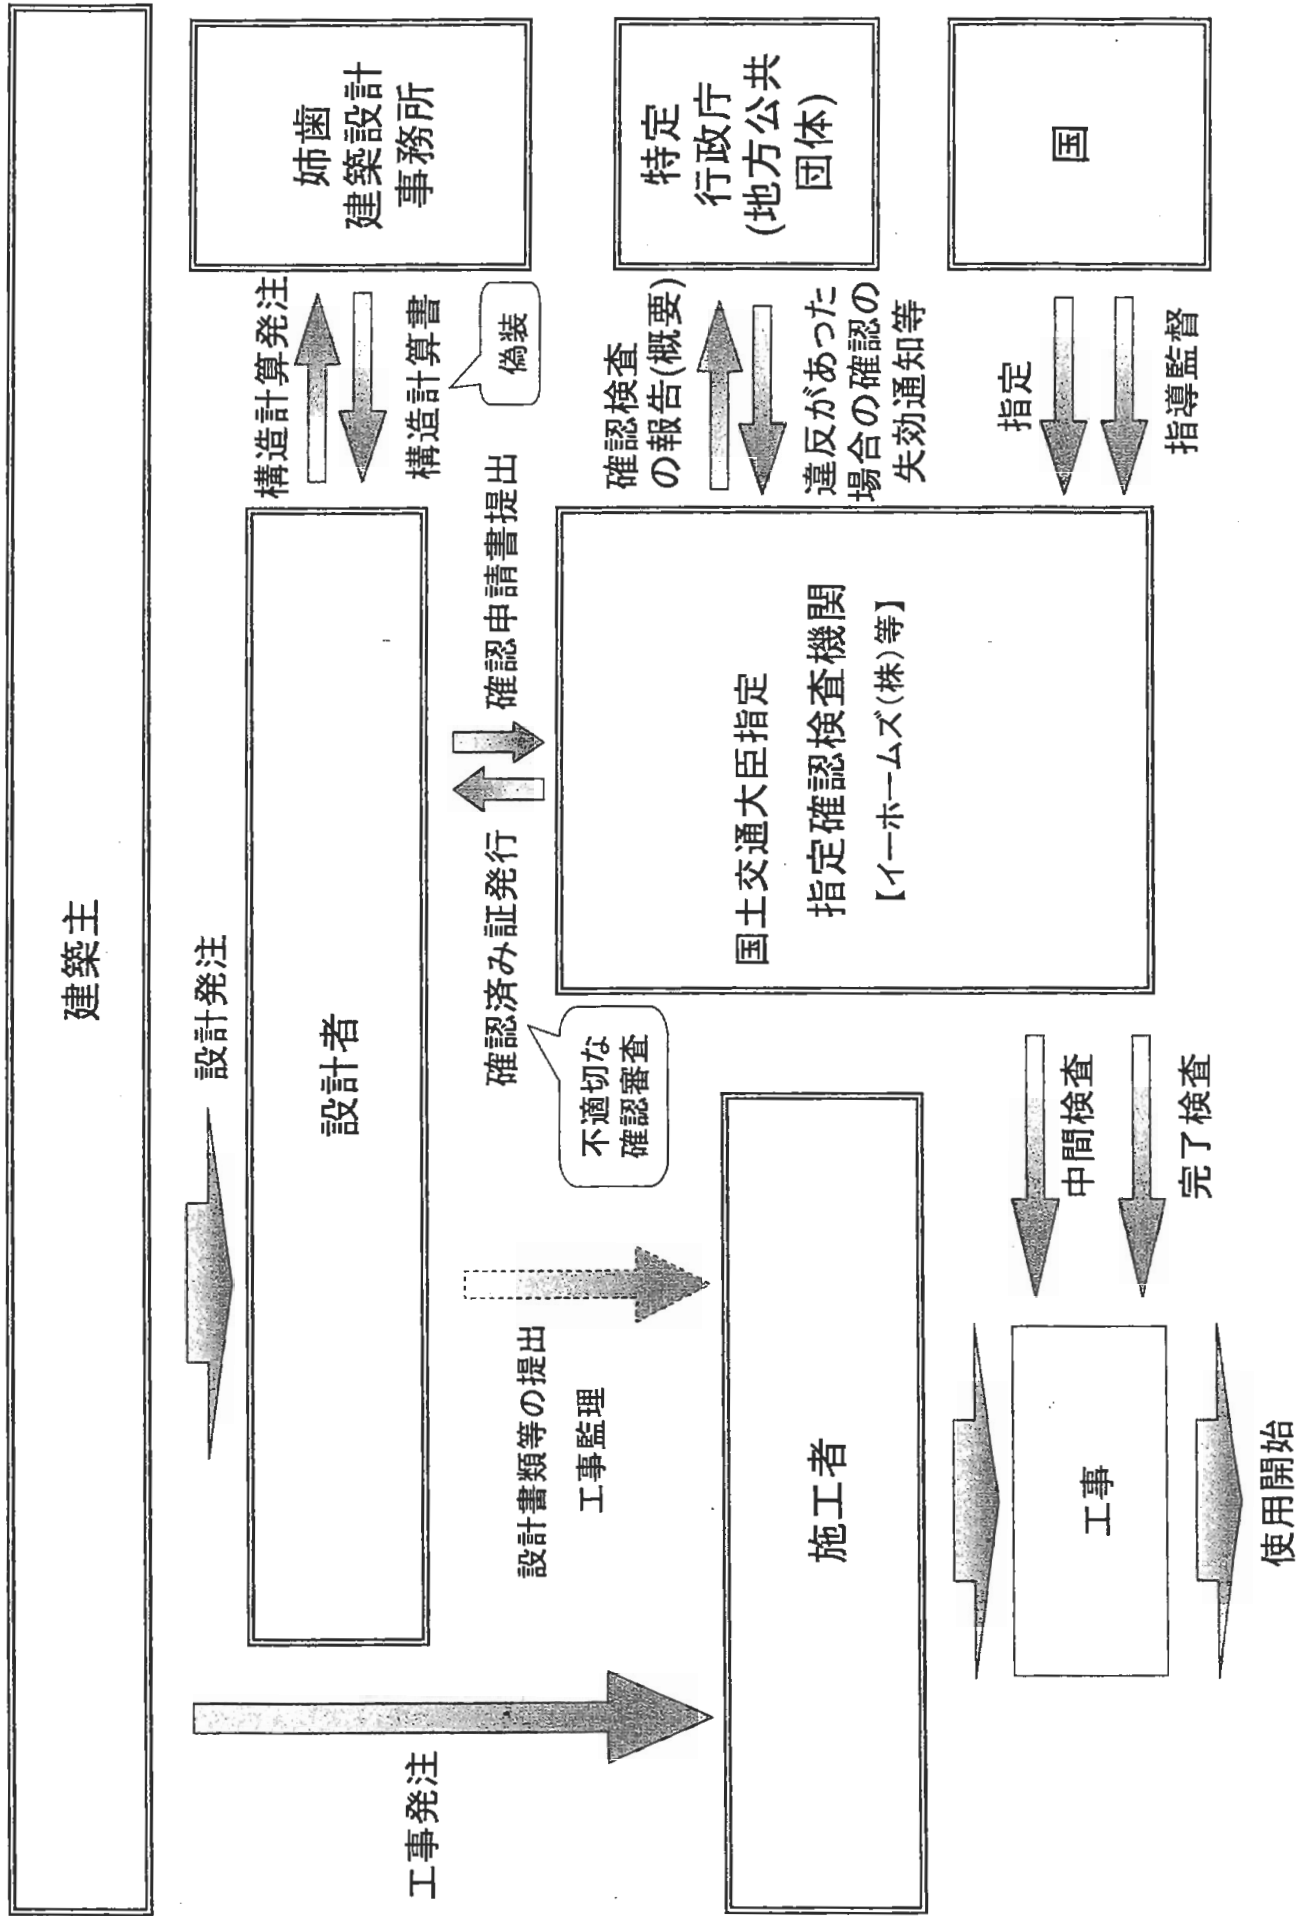 建築主
工事発注
設計発注
設計者
構造計算発注
構造計算書
偽装
姉歯
建築設計
事務所
設計書類等の提出
工事監理
確認済み証発行
不適切な
確認審査
確認申請書提出
施工者
国土交通大臣指定
指定確認検査機関
【イーホームズ(株)等】
確認検査
の報告(概要)
違反があった
場合の確認の
失効通知等
特定
行政庁
(地方公共
団体)
工事
中間検査
完了検査
指定
指導監督
国
使用開始